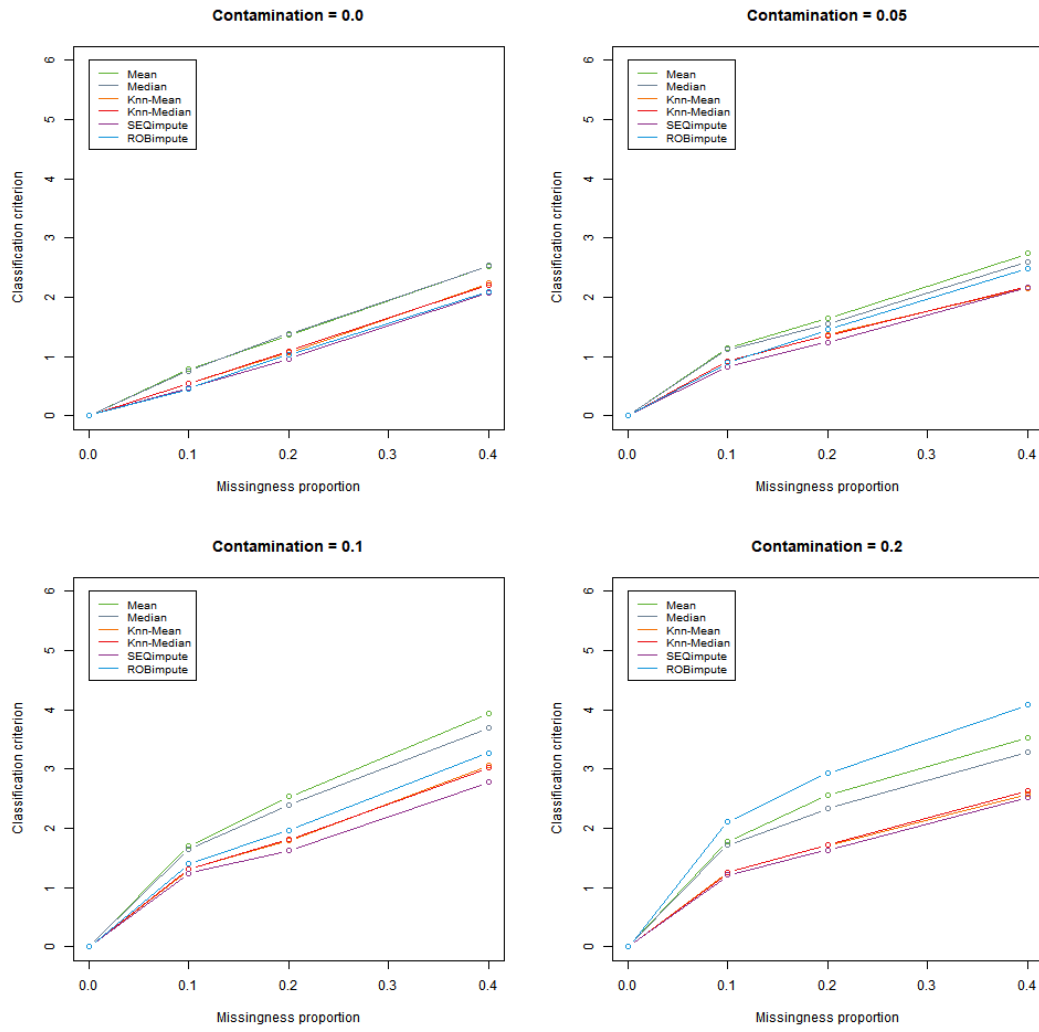 Contamination = 0.0
Classification criterion
6
5
4
3
2
1
0
Mean
Median
Knn-Mean
Knn-Median
SEQimpute
ROBimpute
0.0 0.1 0.2 0.3 0.4
Missingness proportion
Contamination = 0.05
Classification criterion
6
5
4
3
2
1
0
Mean
Median
Knn-Mean
Knn-Median
SEQimpute
ROBimpute
0.0 0.1 0.2 0.3 0.4
Missingness proportion
Contamination = 0.1
Classification criterion
6
5
4
3
2
1
0
Mean
Median
Knn-Mean
Knn-Median
SEQimpute
ROBimpute
0.0 0.1 0.2 0.3 0.4
Missingness proportion
Contamination = 0.2
Classification criterion
6
5
4
3
2
1
0
Mean
Median
Knn-Mean
Knn-Median
SEQimpute
ROBimpute
0.0 0.1 0.2 0.3 0.4
Missingness proportion